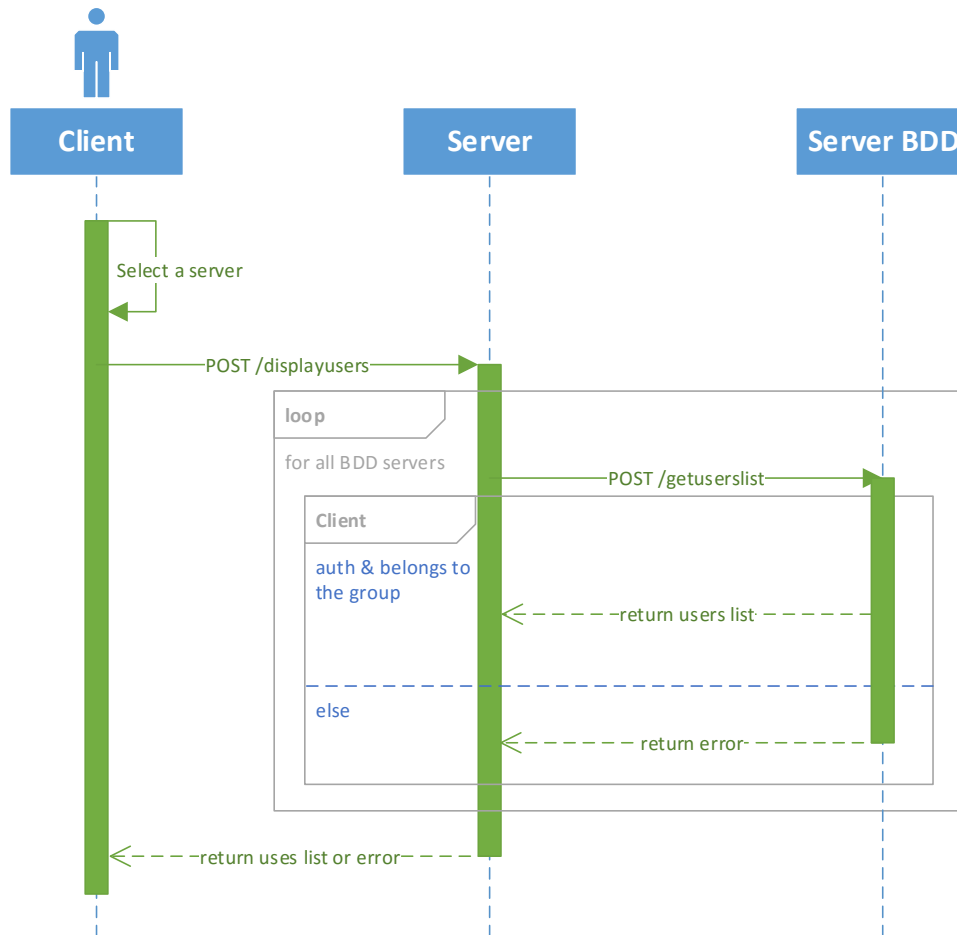 Client
Server
Server BDD
Select a server
POST /displayusers
loop
for all BDD servers
POST /getuserslist
Client
auth & belongs to
the group
return users list
else
return error
return uses list or error